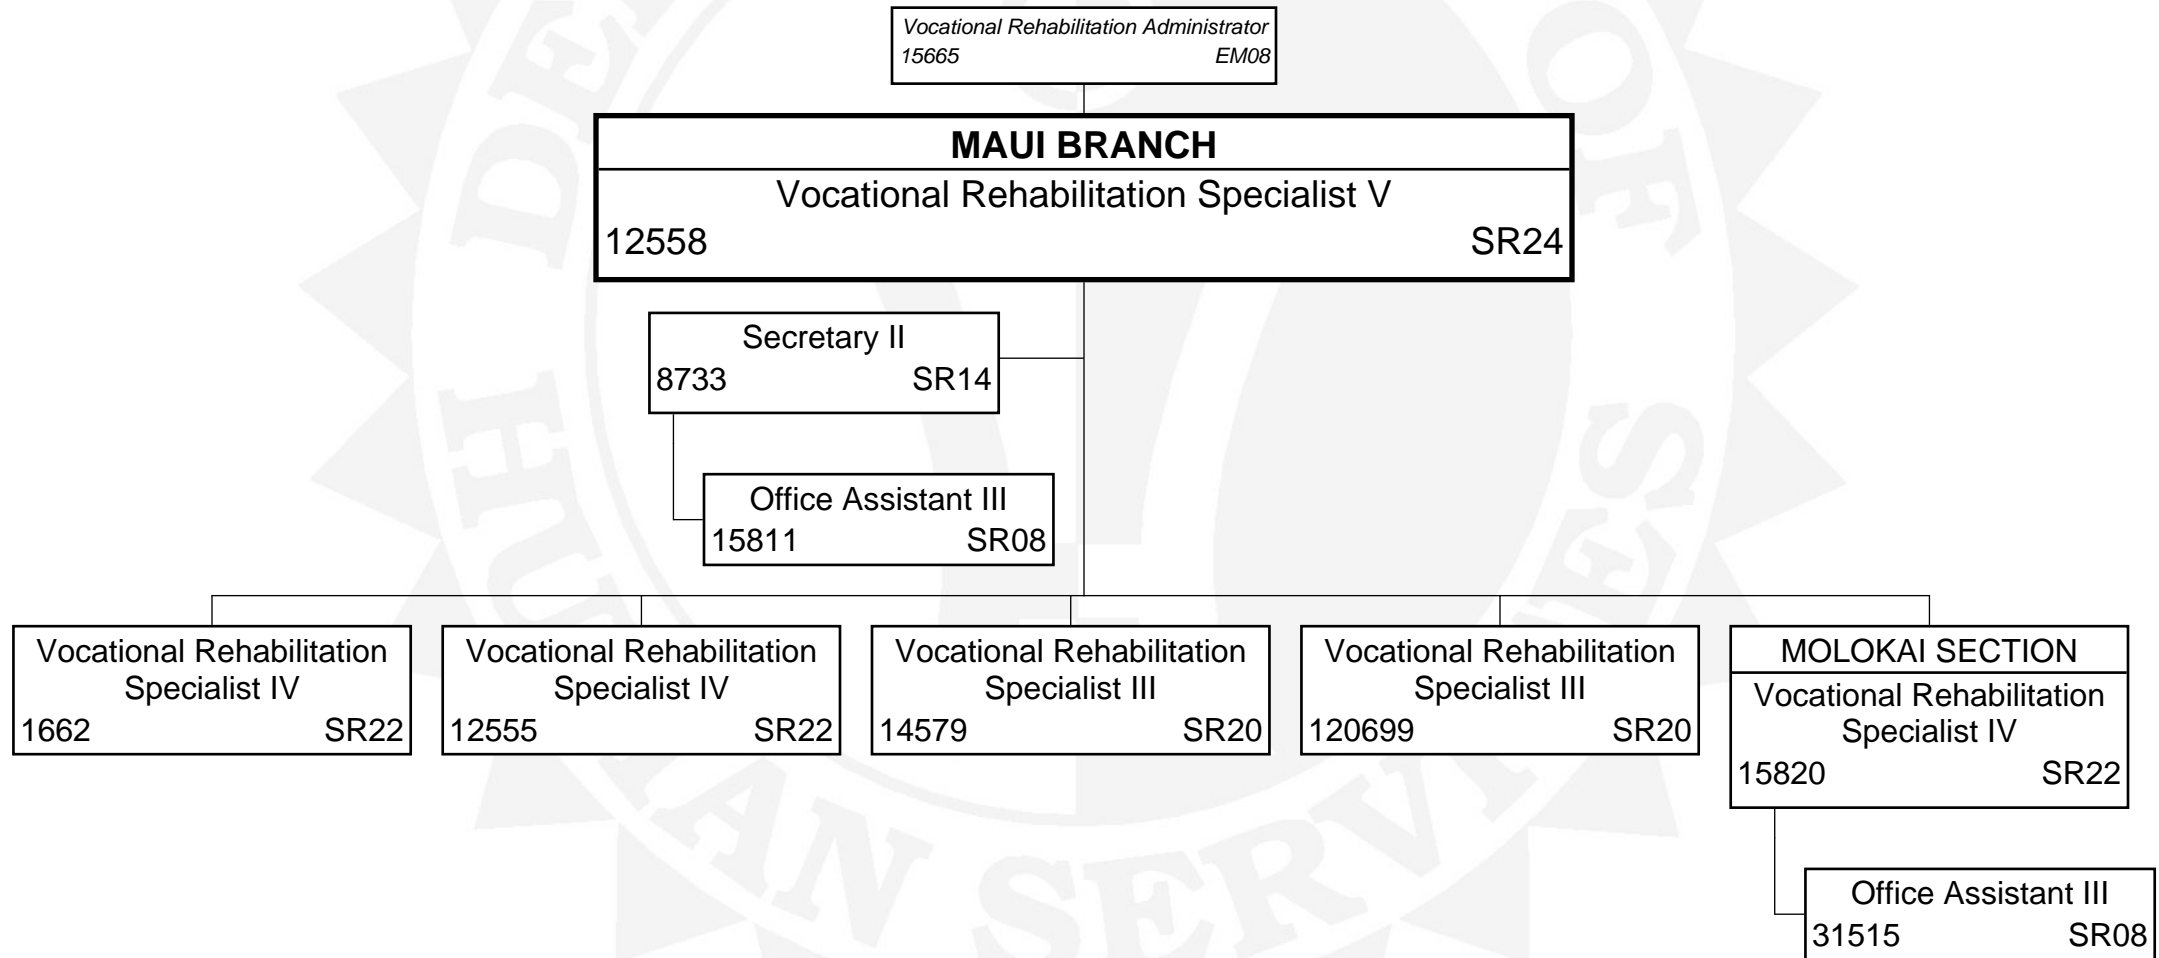 Vocational Rehabilitation Administrator
15665 EM08
MAUI BRANCH
Vocational Rehabilitation Specialist V
12558 SR24
Secretary II
8733 SR14
Office Assistant III
15811 SR08
Vocational Rehabilitation
Specialist IV
1662 SR22
Vocational Rehabilitation
Specialist IV
12555 SR22
Vocational Rehabilitation
Specialist III
14579 SR20
Vocational Rehabilitation
Specialist III
120699 SR20
MOLOKAI SECTION
Vocational Rehabilitation
Specialist IV
15820 SR22
Office Assistant III
31515 SR08
OF
HUMAN SERVICES